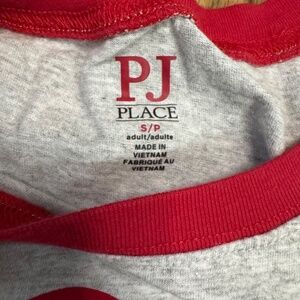 PJ
PLACE
S/P
adult/adulte
MADE IN
VIETNAM
FABRIQUÉ AU
VIETNAM